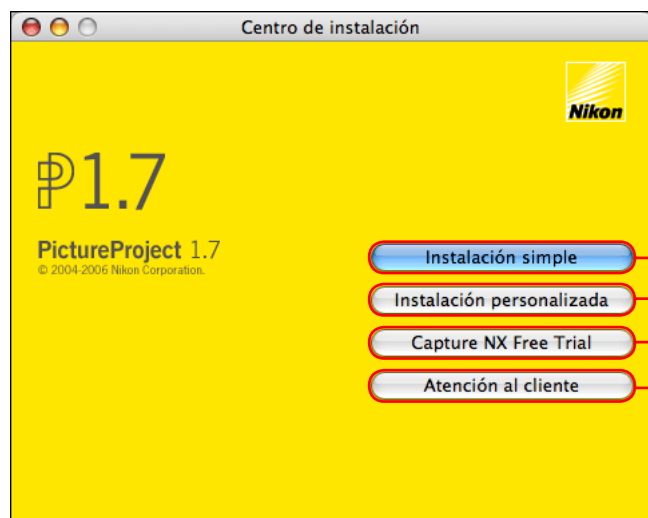 Centro de instalación
Nikon
P1.7
PictureProject 1.7
© 2004-2006 Nikon Corporation.
Instalación simple
Instalación personalizada
Capture NX Free Trial
Atención al cliente